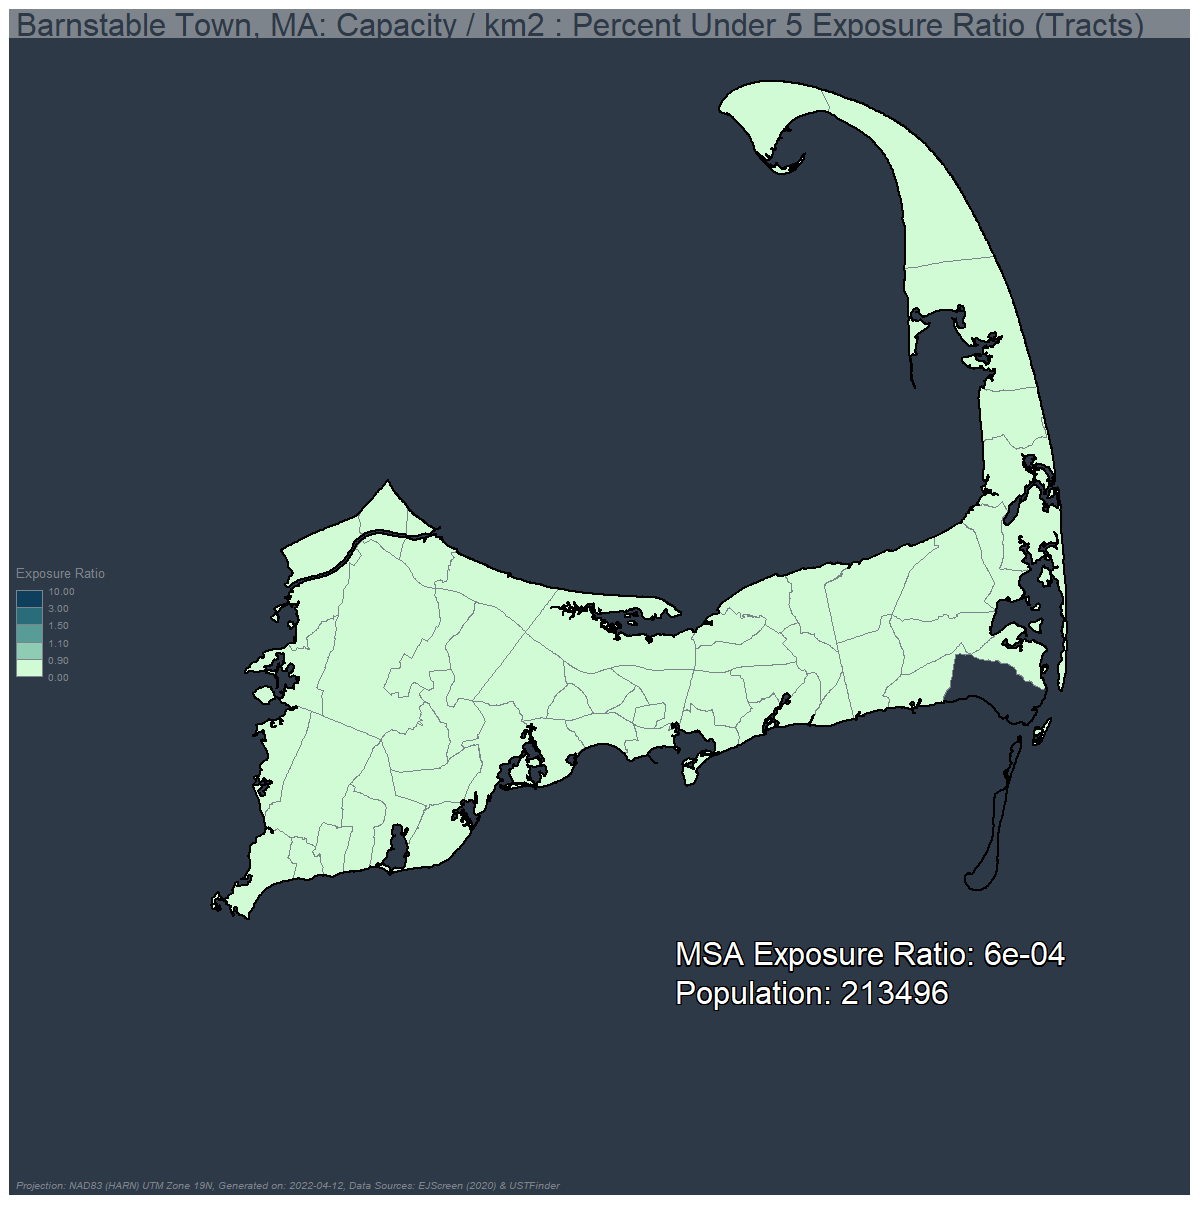 Barnstable Town, MA: Capacity / km2 : Percent Under 5 Exposure Ratio (Tracts)
Exposure Ratio
10.00
3.00
1.50
1.10
0.90
0.00
MSA Exposure Ratio: 6e-04
Population: 213496
Projection: NAD83 (HARN) UTM Zone 19N, Generated on: 2022-04-12, Data Sources: EJScreen (2020) & USTFinder